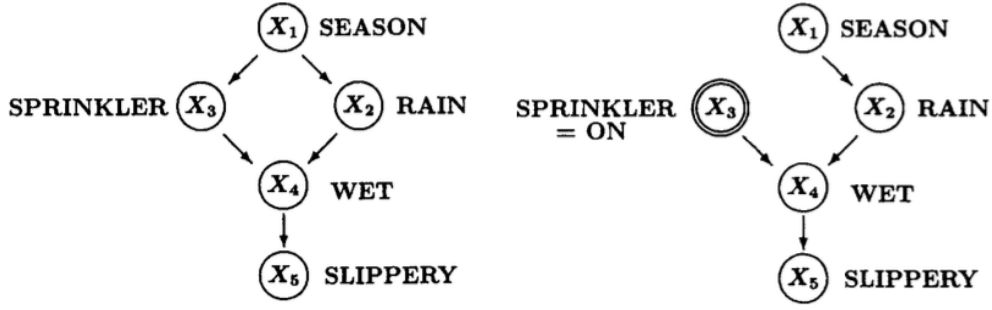 X1 SEASON
SPRINKLER X3 X2 RAIN
X4 WET
X5 SLIPPERY
X1 SEASON
SPRINKLER
= ON
X3 X2 RAIN
X4 WET
X5 SLIPPERY